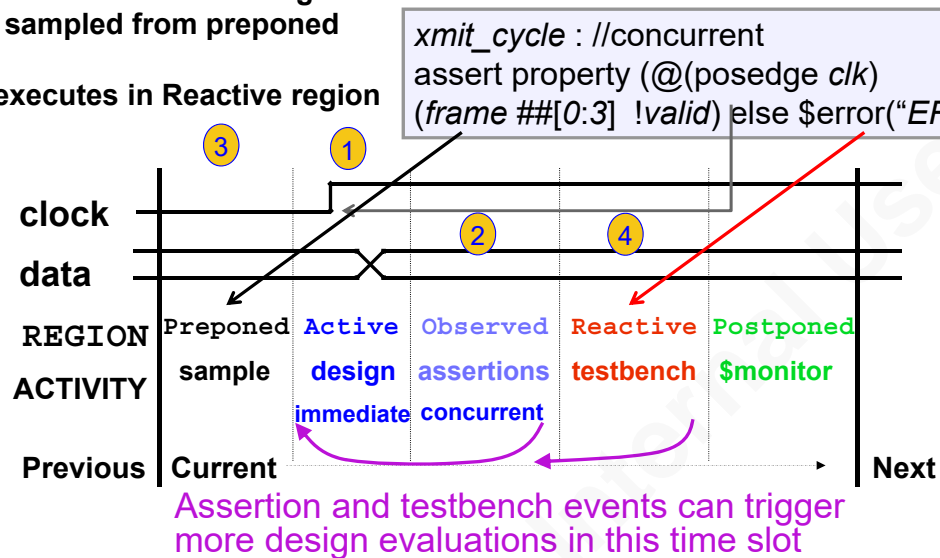 sampled from preponed
executes in Reactive region
xmit_cycle : //concurrent
assert property (@(posedge clk)
(frame ##[0:3] !valid) else $error("
3 1
clock
2 4
data
REGION Preponed Active Observed Reactive Postponed
ACTIVITY sample design assertions testbench $monitor
immediate concurrent
Previous Current Next
Assertion and testbench events can trigger
more design evaluations in this time slot